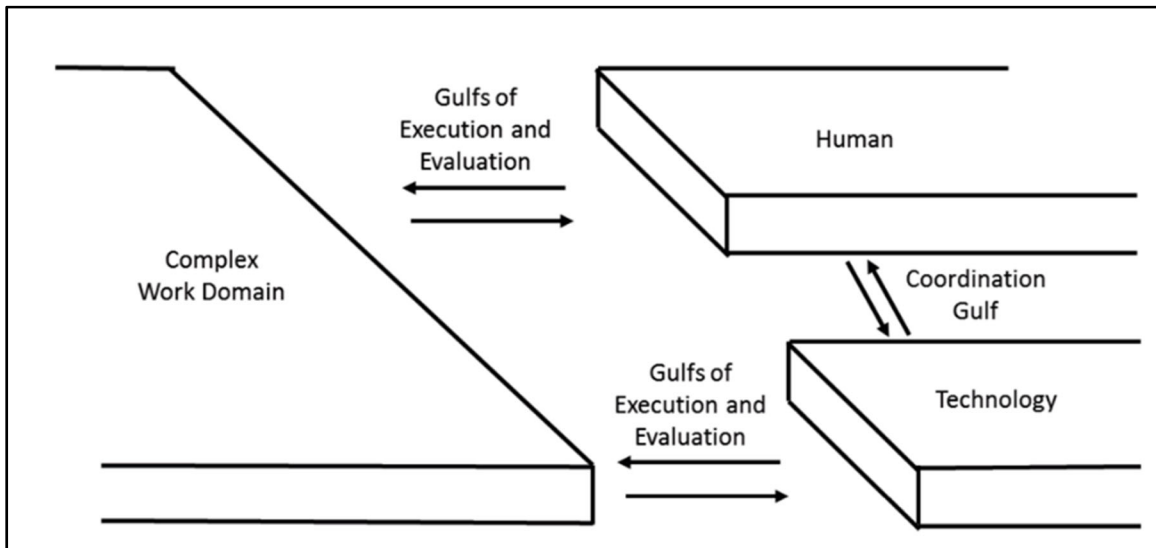 Gulfs of
Execution and
Evaluation
Human
Complex
Work Domain
Coordination
Gulf
Gulfs of
Execution and
Evaluation
Technology